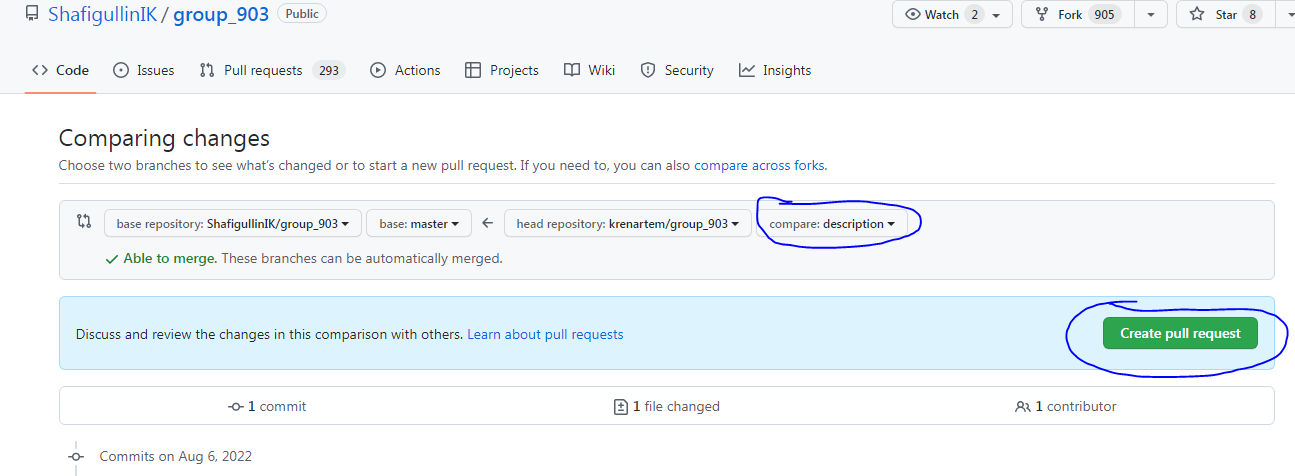 ShafigullinIK / group_903 Public Watch 2 Fork 905 Star 8
Code Issues Pull requests 293 Actions Projects Wiki Security Insights
Comparing changes
Choose two branches to see what's changed or to start a new pull request. If you need to, you can also compare across forks.
base repository: ShafigullinIK/group_903 base: master ← head repository: krenartem/group_903 compare: description
Able to merge. These branches can be automatically merged.
Discuss and review the changes in this comparison with others. Learn about pull requests Create pull request
1 commit 1 file changed 1 contributor
Commits on Aug 6, 2022